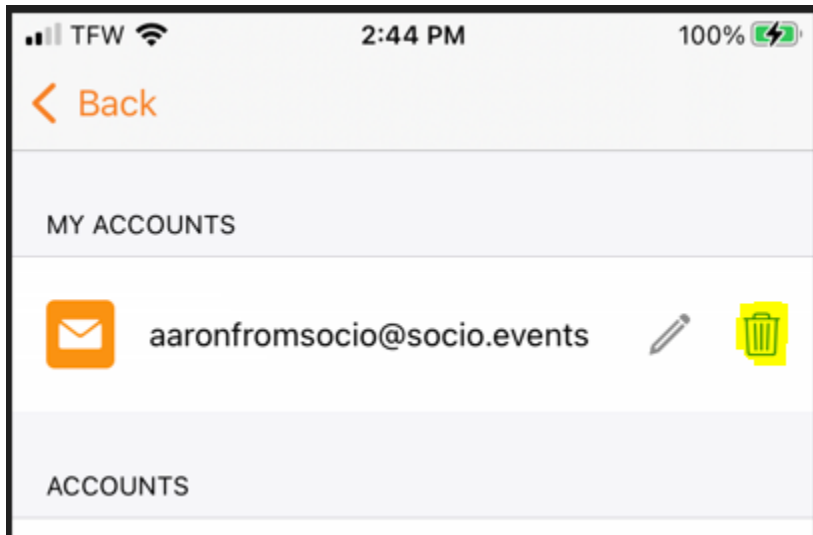 TFW 2:44 PM 100%
Back
MY ACCOUNTS
aaronfromsocio@socio.events
ACCOUNTS